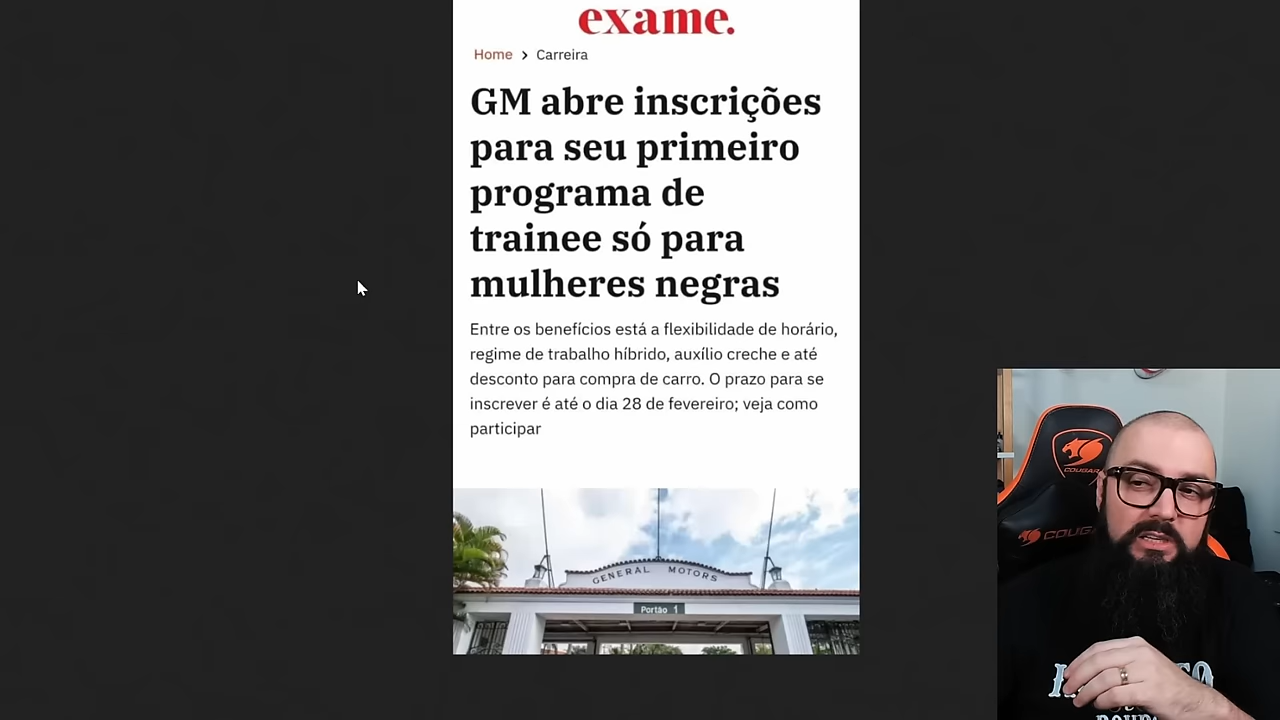 exame.
Home > Carreira
GM abre inscrições
para seu primeiro
programa de
trainee só para
mulheres negras
Entre os benefícios está a flexibilidade de horário,
regime de trabalho híbrido, auxílio creche e até
desconto para compra de carro. O prazo para se
inscrever é até o dia 28 de fevereiro; veja como
participar
GENERAL MOTORS
Portão 1
COUGAR